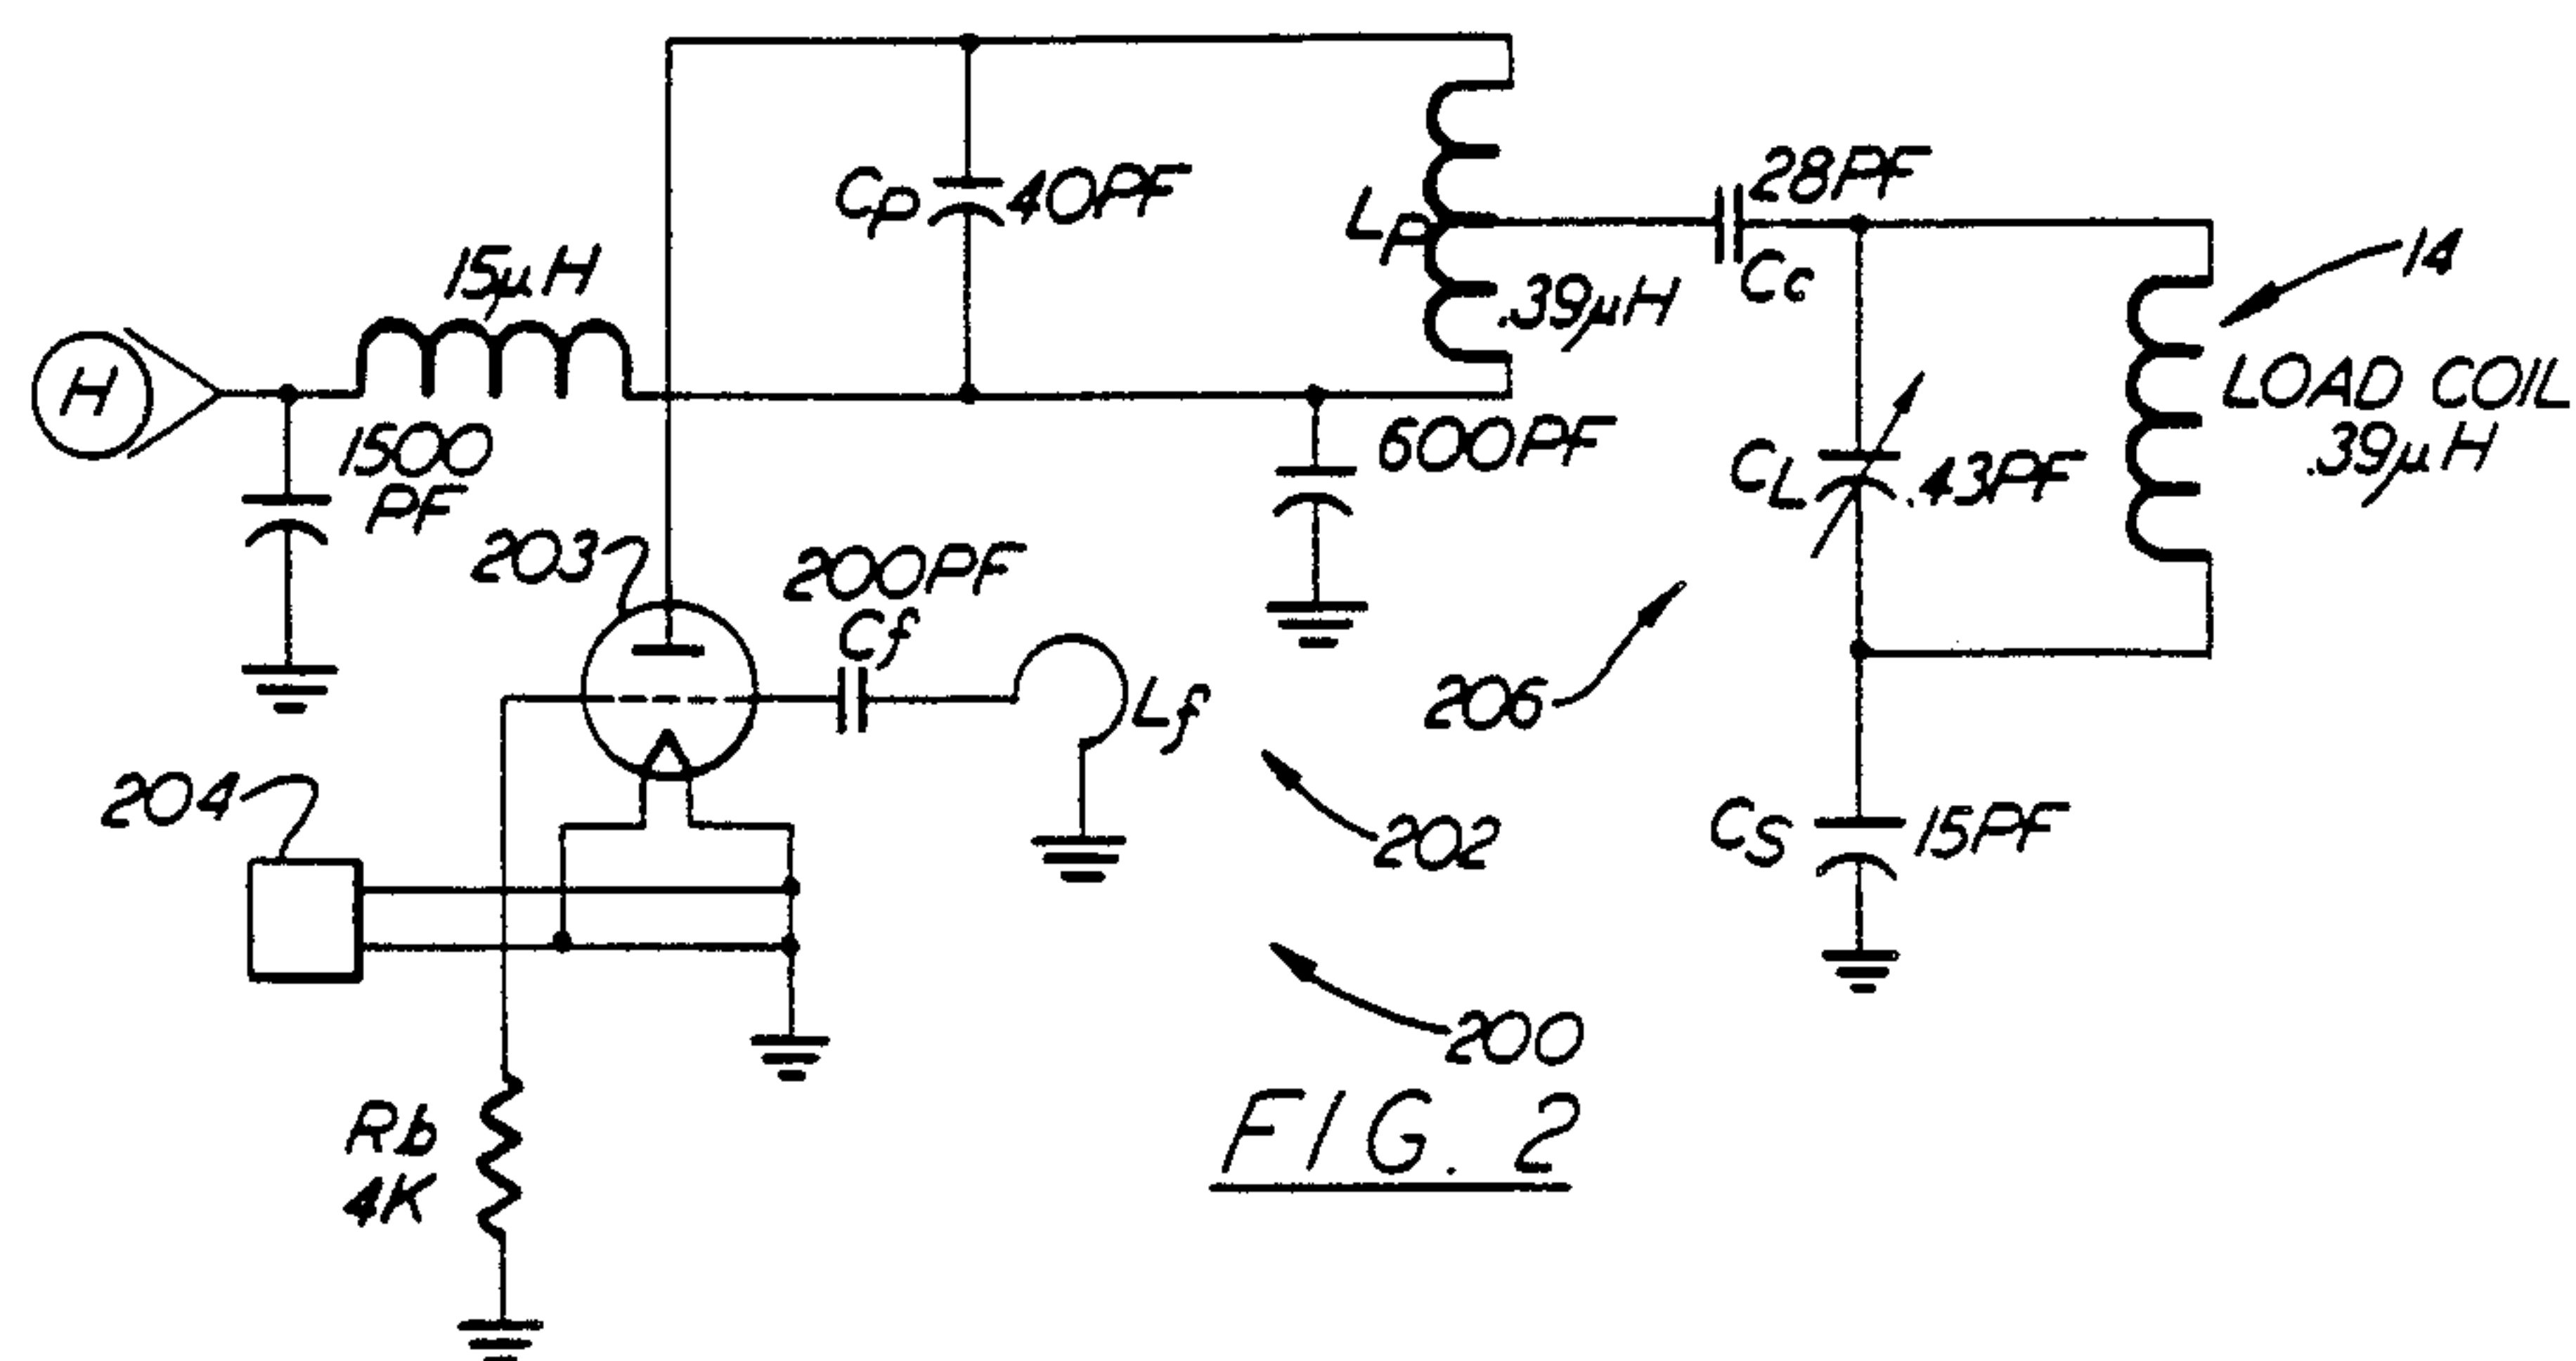 CP
40PF
LP
.39µH
28PF
Cc
14
LOAD COIL
.39µH
15µH
H
1500
PF
600PF
CL
.43PF
203
200PF
Cf
Lf
206
204
202
CS
15PF
200
Rb
4K
FIG. 2